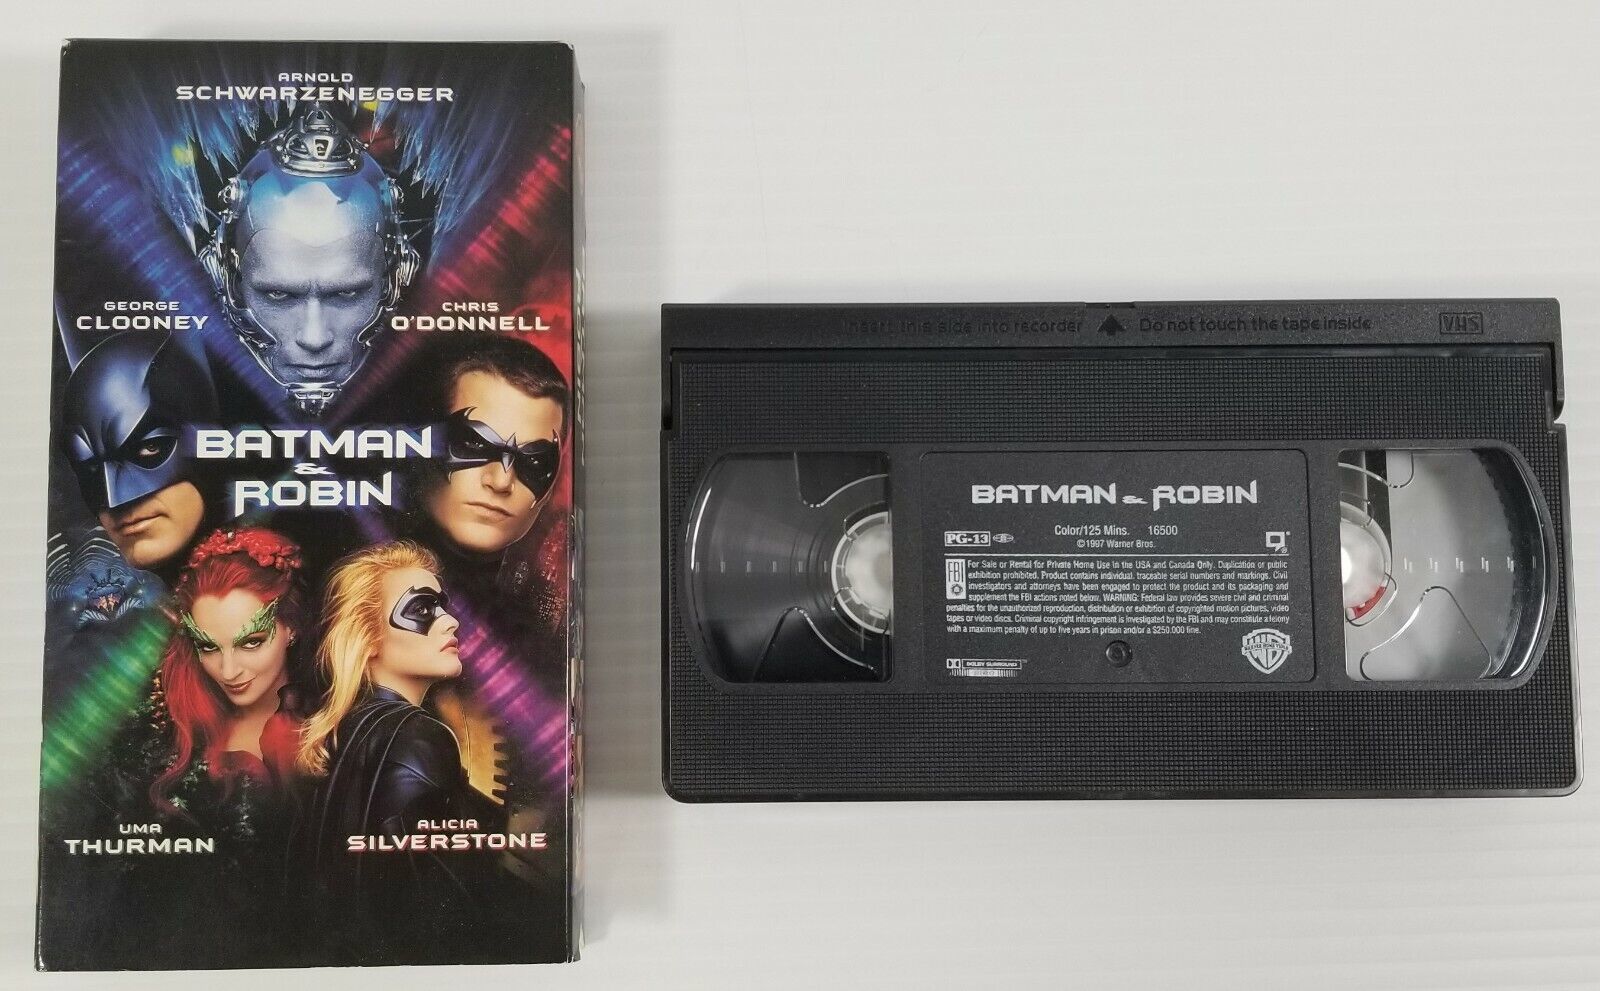 ARNOLD
SCHWARZENEGGER
GEORGE
CLOONEY
CHRIS
O'DONNELL
BATMAN
&
ROBIN
UMA
THURMAN
ALICIA
SILVERSTONE
Insert this side into recorder Do not touch the tape inside VHS
BATMAN & ROBIN
PG-13 Color/125 Mins. 16500
©1997 Warner Bros.
FBI For Sale or Rental for Private Home Use in the USA and Canada Only. Duplication or public
exhibition prohibited. Product contains individual, traceable serial numbers and markings. Civil
investigators and attorneys have been engaged to protect the product and its packaging and
supplement the FBI actions noted below. WARNING: Federal law provides severe civil and criminal
penalties for the unauthorized reproduction, distribution or exhibition of copyrighted motion pictures, video
tapes or video discs. Criminal copyright infringement is investigated by the FBI and may constitute a felony
with a maximum penalty of up to five years in prison and/or a $250,000 fine.
DOLBY SURROUND
WARNER HOME VIDEO